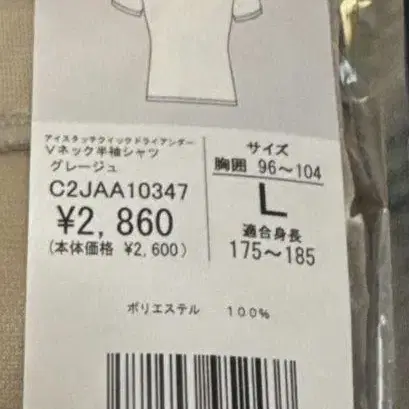 アイスタッチクイックドライアンダー
Vネック半袖シャツ
グレージュ
C2JAA10347
¥2,860
(本体価格 ¥2,600)
サイズ
胸囲 96~104
L
適合身長
175~185
ポリエステル 100%